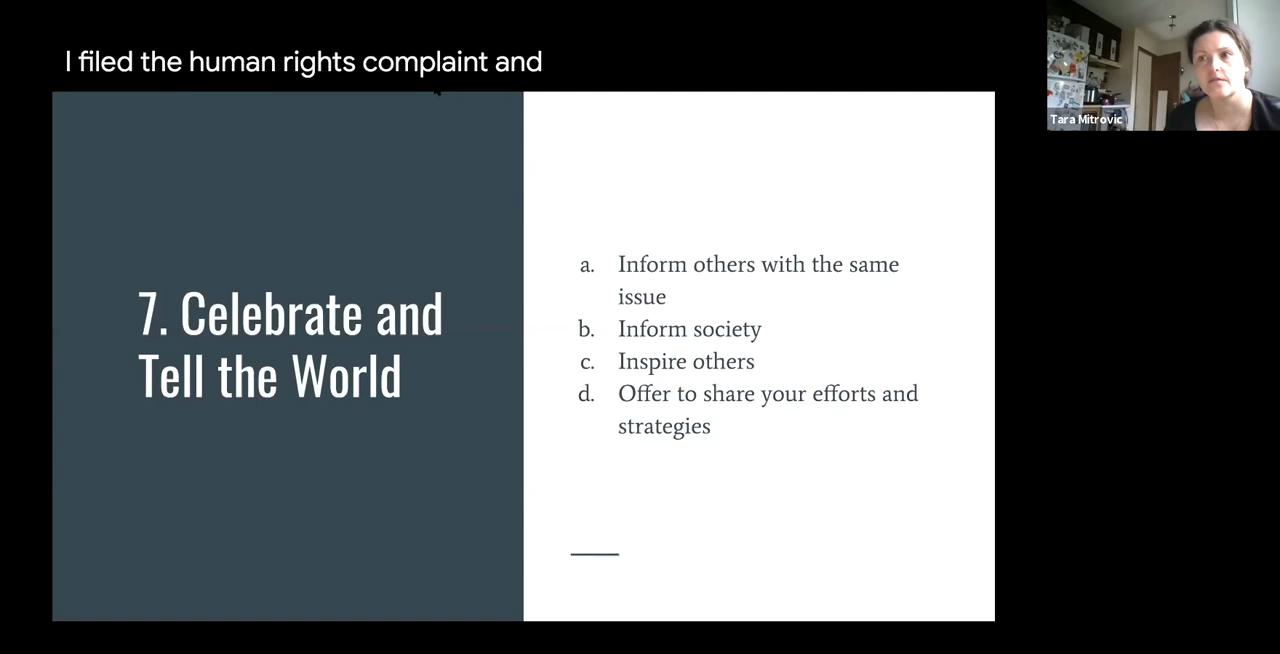 I filed the human rights complaint and
Tara Mitrovic
7. Celebrate and
Tell the World
a. Inform others with the same
issue
b. Inform society
c. Inspire others
d. Offer to share your efforts and
strategies